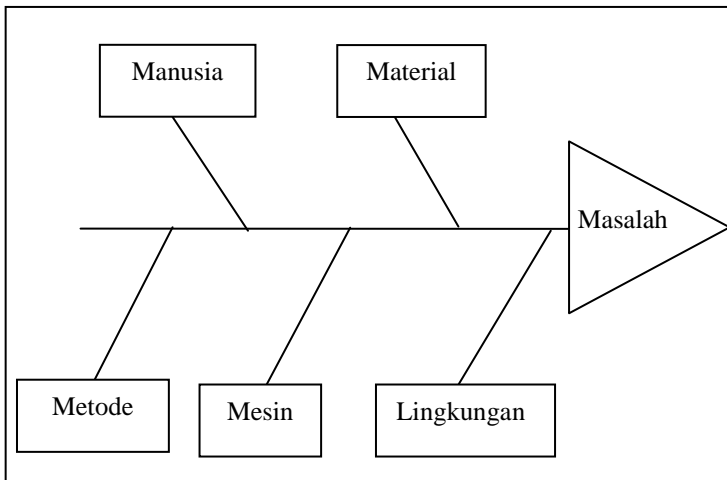 Manusia
Material
Masalah
Metode
Mesin
Lingkungan